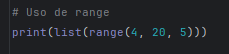 # Uso de range
print(list(range(4, 20, 5)))